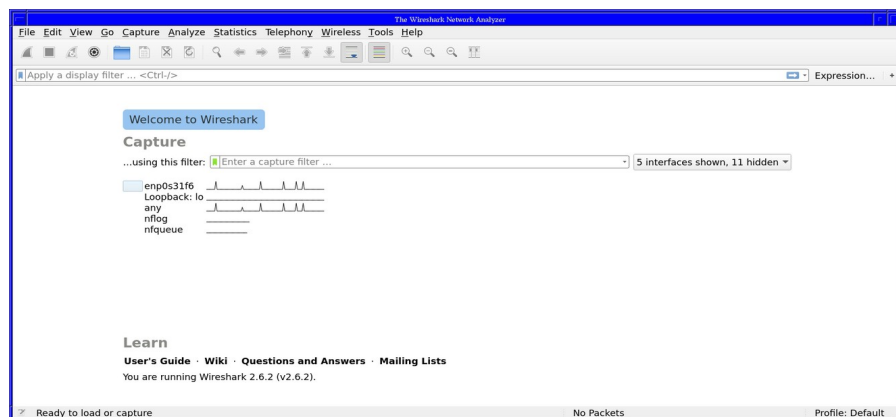 The Wireshark Network Analyzer
File Edit View Go Capture Analyze Statistics Telephony Wireless Tools Help
Apply a display filter ... <Ctrl-/> Expression... +
Welcome to Wireshark
Capture
...using this filter: Enter a capture filter ... 5 interfaces shown, 11 hidden
enp0s31f6
Loopback: lo
any
nflog
nfqueue
Learn
User's Guide · Wiki · Questions and Answers · Mailing Lists
You are running Wireshark 2.6.2 (v2.6.2).
Ready to load or capture No Packets Profile: Default